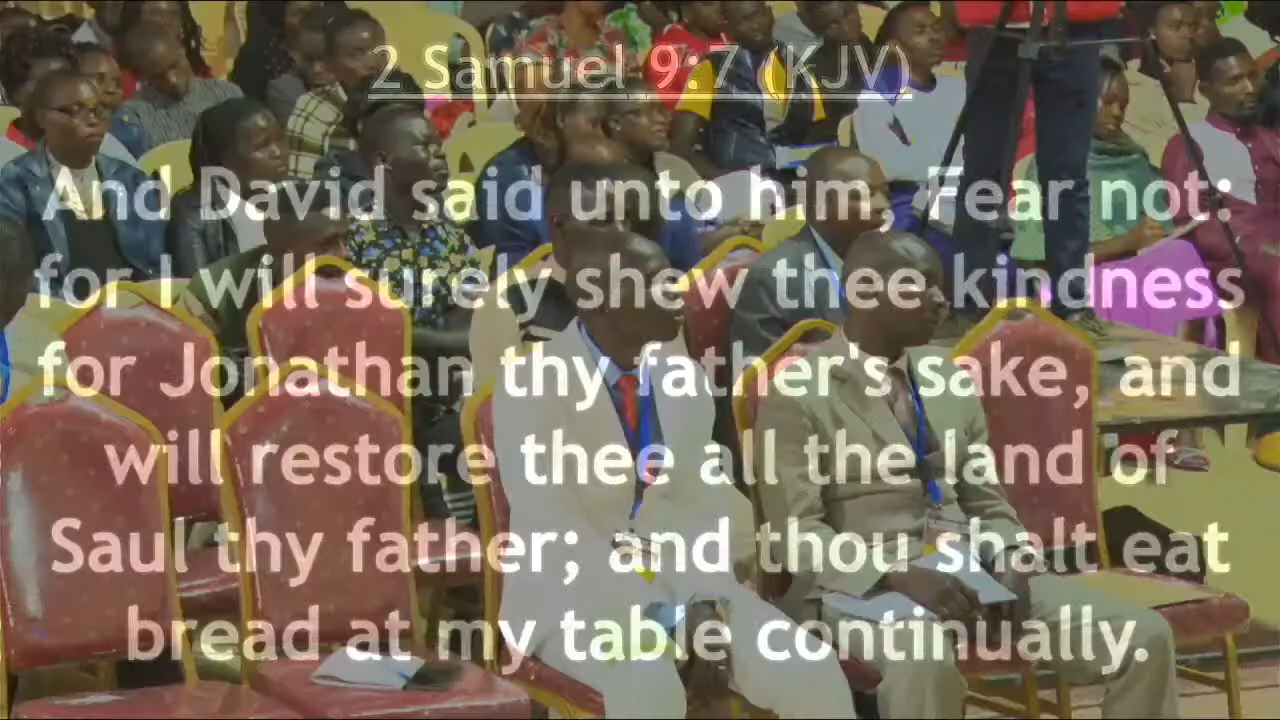 2 Samuel 9:7 (KJV)
And David said unto him, Fear not:
for I will surely shew thee kindness
for Jonathan thy father's sake, and
will restore thee all the land of
Saul thy father; and thou shalt eat
bread at my table continually.